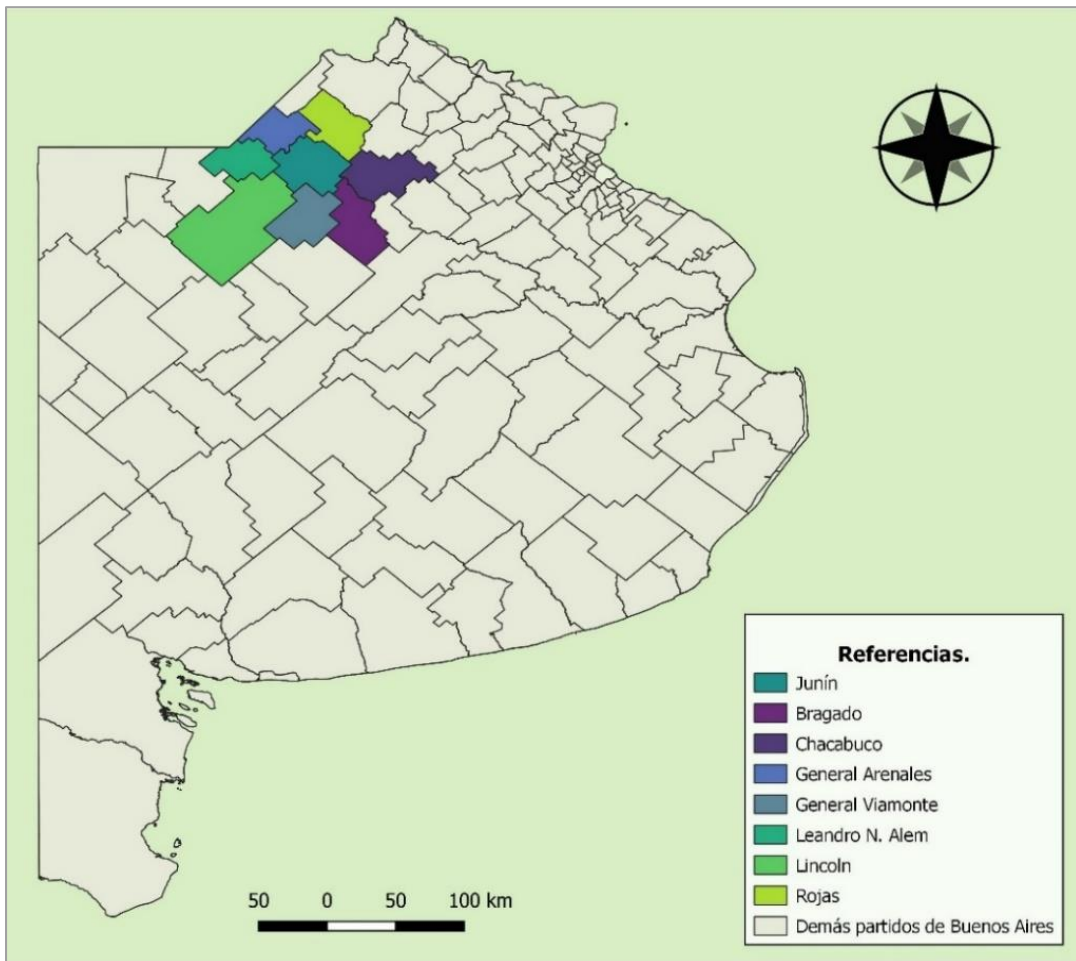 Referencias.
Junín
Bragado
Chacabuco
General Arenales
General Viamonte
Leandro N. Alem
Lincoln
Rojas
Demás partidos de Buenos Aires
50 0 50 100 km